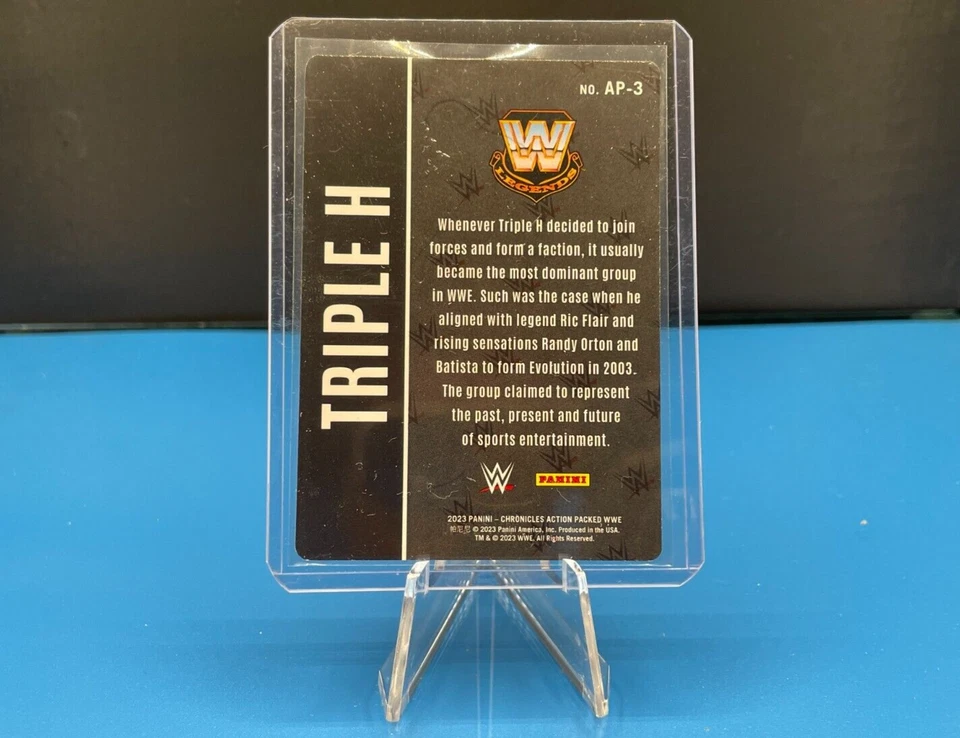 NO. AP-3
W
LEGENDS
TRIPLE H
Whenever Triple H decided to join
forces and form a faction, it usually
became the most dominant group
in WWE. Such was the case when he
aligned with legend Ric Flair and
rising sensations Randy Orton and
Batista to form Evolution in 2003.
The group claimed to represent
the past, present and future
of sports entertainment.
W PANINI
2023 PANINI – CHRONICLES ACTION PACKED WWE
帕尼尼 © 2023 Panini America, Inc. Produced in the USA.
TM & © 2023 WWE. All Rights Reserved.